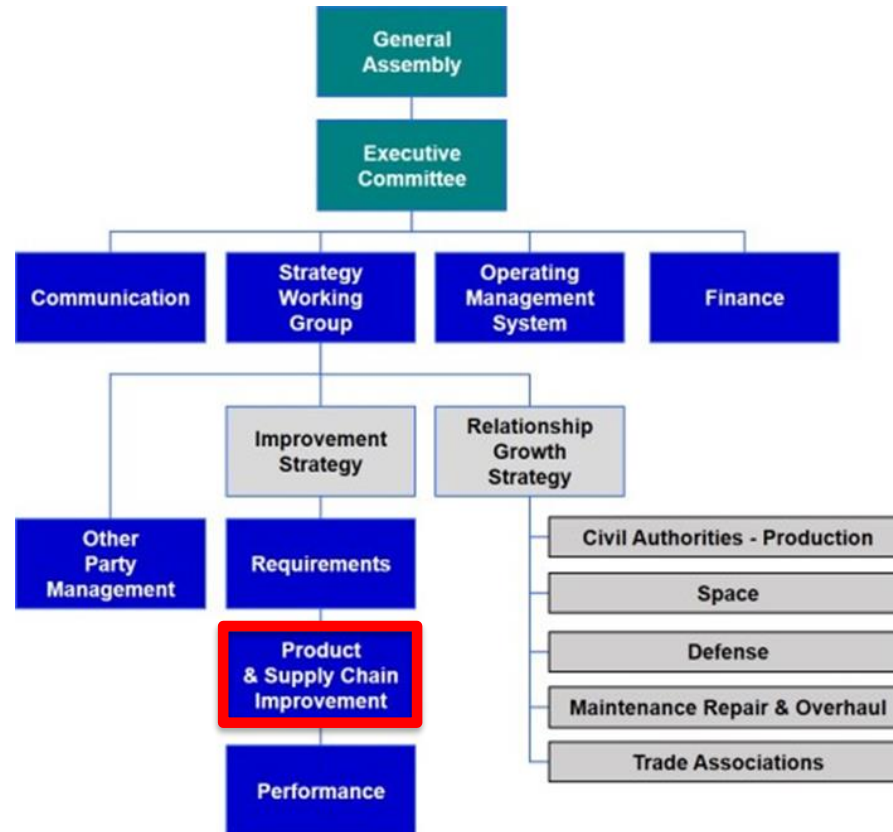 General
Assembly
Executive
Committee
Communication
Strategy
Working
Group
Operating
Management
System
Finance
Improvement
Strategy
Relationship
Growth
Strategy
Other
Party
Management
Requirements
Product
& Supply Chain
Improvement
Performance
Civil Authorities - Production
Space
Defense
Maintenance Repair & Overhaul
Trade Associations